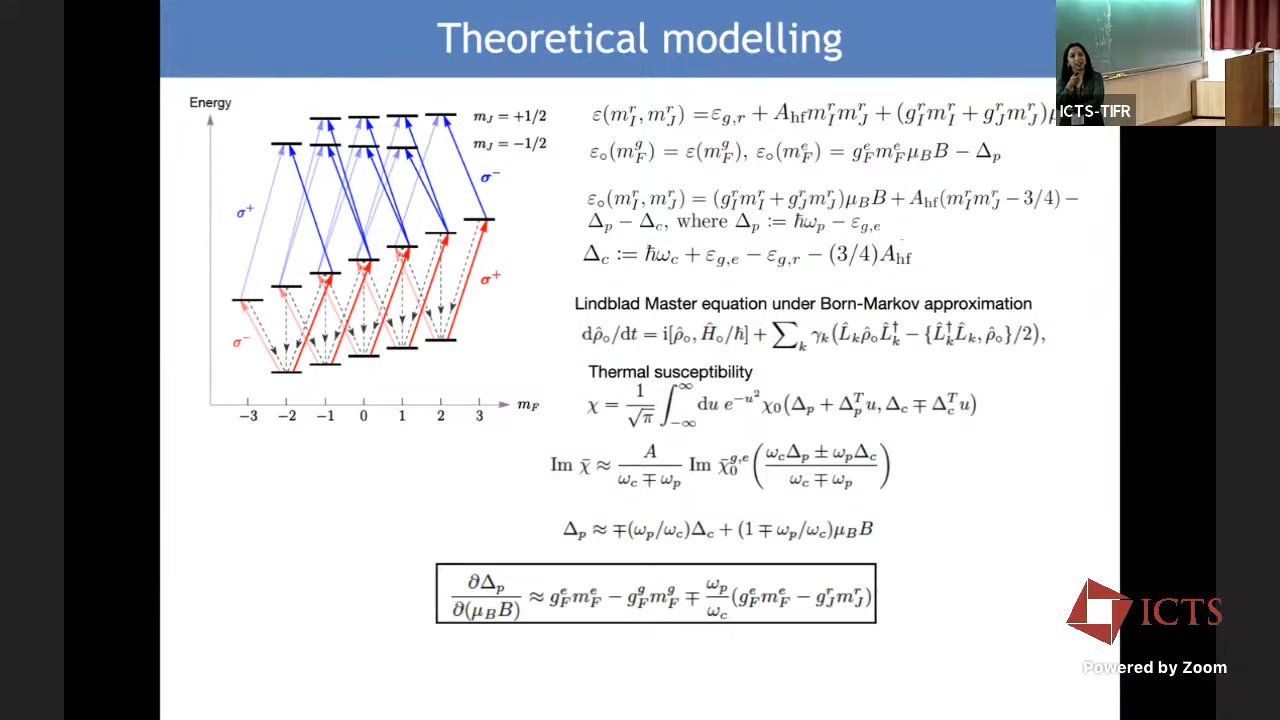 Theoretical modelling
ICTS-TIFR
Energy
m_J = +1/2
m_J = −1/2
σ⁻
σ⁺
σ⁺
σ⁻
−3 −2 −1 0 1 2 3 m_F
ε(m_I^r, m_J^r) = ε_{g,r} + A_hf m_I^r m_J^r + (g_I^r m_I^r + g_J^r m_J^r)
ε_∘(m_F^g) = ε(m_F^g), ε_∘(m_F^e) = g_F^e m_F^e μ_B B − Δ_p
ε_∘(m_I^r, m_J^r) = (g_I^r m_I^r + g_J^r m_J^r)μ_B B + A_hf(m_I^r m_J^r − 3/4) −
Δ_p − Δ_c, where Δ_p := ħω_p − ε_{g,e}
Δ_c := ħω_c + ε_{g,e} − ε_{g,r} − (3/4)A_hf
Lindblad Master equation under Born-Markov approximation
dρ̂_∘/dt = i[ρ̂_∘, Ĥ_∘/ħ] + ∑_k γ_k(L̂_k ρ̂_∘ L̂_k^† − {L̂_k^† L̂_k, ρ̂_∘}/2),
Thermal susceptibility
χ = 1/√π ∫_{−∞}^{∞} du e^{−u²} χ_0(Δ_p + Δ_p^T u, Δ_c ∓ Δ_c^T u)
Im χ̄ ≈ A/(ω_c ∓ ω_p) Im χ̄_0^{g,e} ((ω_c Δ_p ± ω_p Δ_c)/(ω_c ∓ ω_p))
Δ_p ≈ ∓(ω_p/ω_c)Δ_c + (1 ∓ ω_p/ω_c)μ_B B
∂Δ_p/∂(μ_B B) ≈ g_F^e m_F^e − g_F^g m_F^g ∓ ω_p/ω_c (g_F^e m_F^e − g_J^r m_J^r)
ICTS
Powered by Zoom